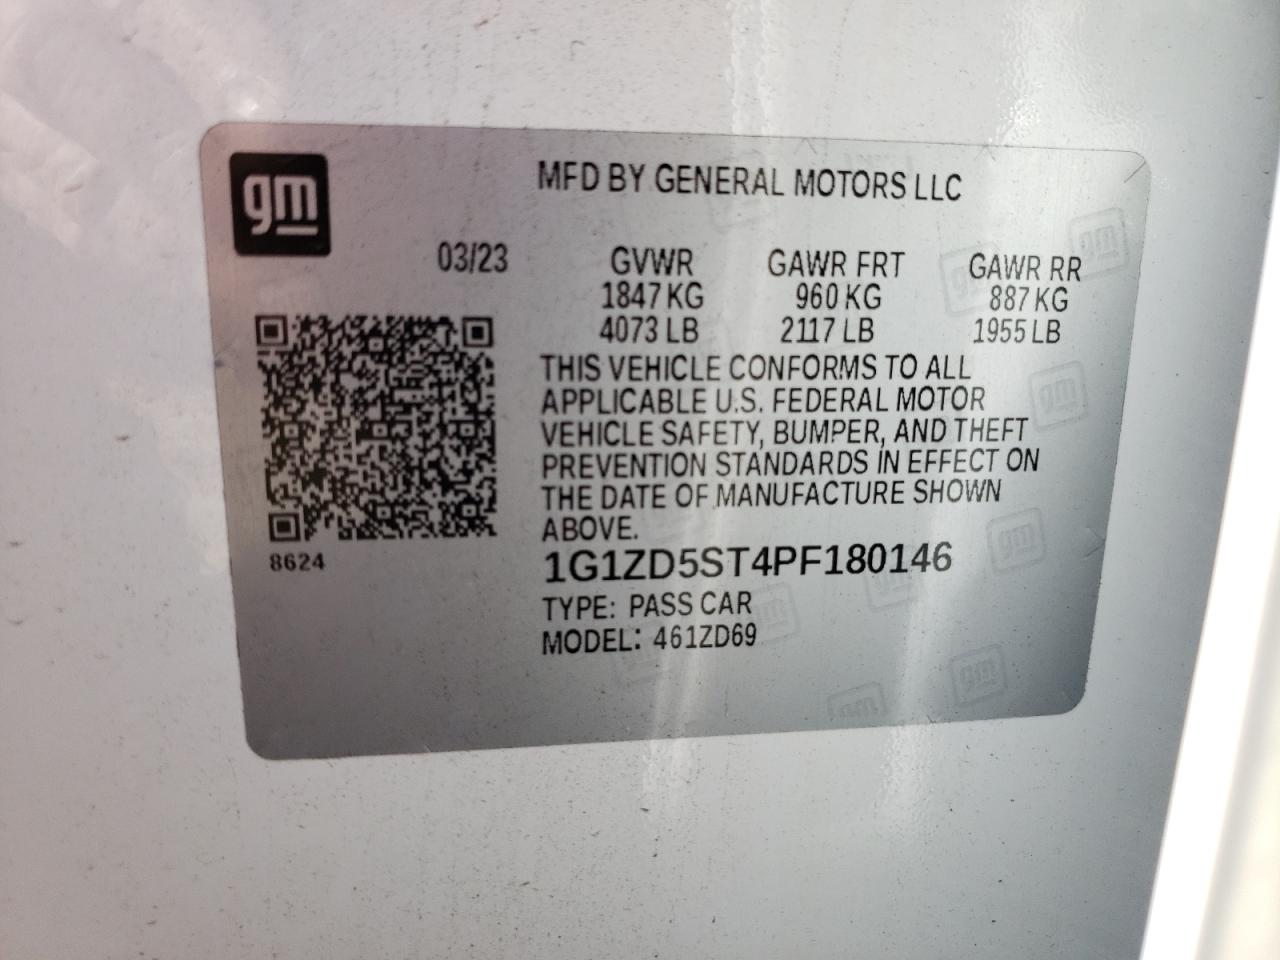 gm
MFD BY GENERAL MOTORS LLC
03/23
GVWR GAWR FRT GAWR RR
1847 KG 960 KG 887 KG
4073 LB 2117 LB 1955 LB
THIS VEHICLE CONFORMS TO ALL
APPLICABLE U.S. FEDERAL MOTOR
VEHICLE SAFETY, BUMPER, AND THEFT
PREVENTION STANDARDS IN EFFECT ON
THE DATE OF MANUFACTURE SHOWN
ABOVE.
8624
1G1ZD5ST4PF180146
TYPE: PASS CAR
MODEL: 461ZD69